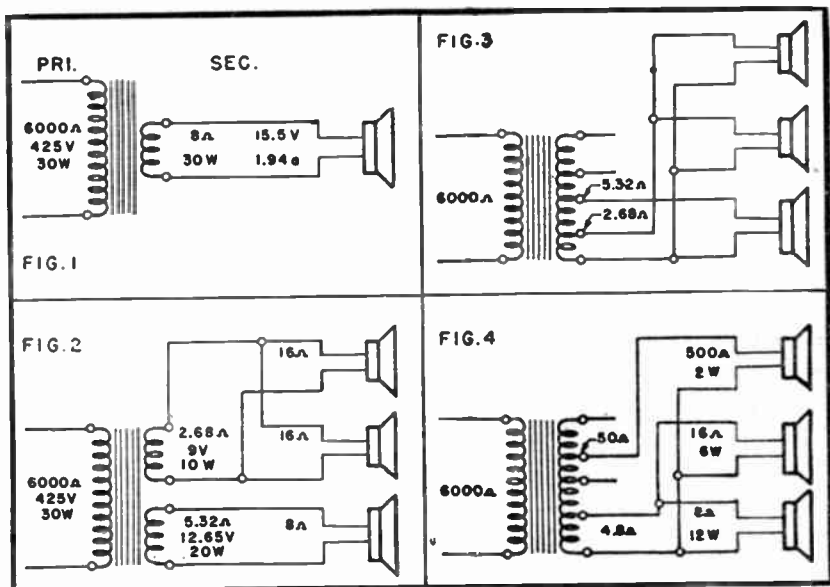 PRI. SEC.
6000Ω
425V
30W
8Ω 15.5V
30W 1.94a
FIG.1
FIG.3
6000Ω
5.32Ω
2.68Ω
FIG.2
16Ω
16Ω
2.68Ω
9V
10W
6000Ω
425V
30W
5.32Ω
12.65V
20W
8Ω
FIG.4
500Ω
2W
50Ω
16Ω
6W
6000Ω
4.8Ω
8Ω
12W